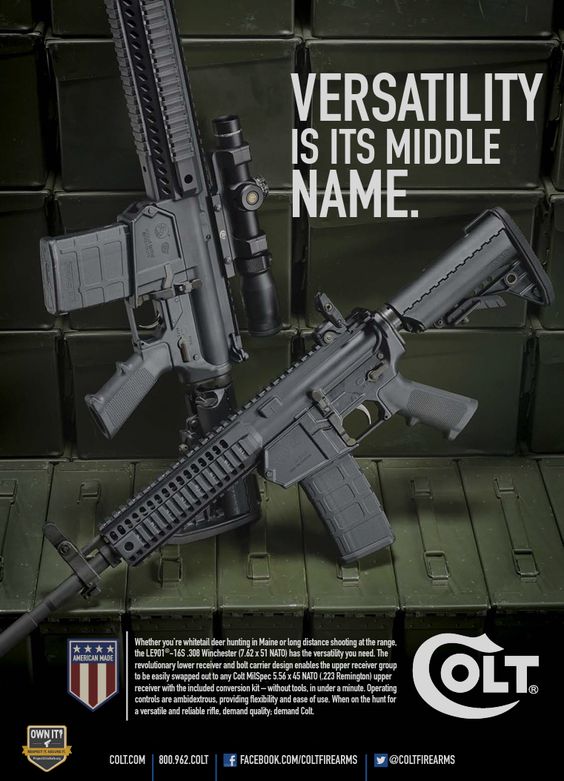 VERSATILITY
IS ITS MIDDLE
NAME.
Whether you're whitetail deer hunting in Maine or long distance shooting at the range,
the LE901®-16S .308 Winchester (7.62 x 51 NATO) has the versatility you need. The
revolutionary lower receiver and bolt carrier design enables the upper receiver group
to be easily swapped out to any Colt MilSpec 5.56 x 45 NATO (.223 Remington) upper
receiver with the included conversion kit – without tools, in under a minute. Operating
controls are ambidextrous, providing flexibility and ease of use. When on the hunt for
a versatile and reliable rifle, demand quality; demand Colt.
AMERICAN MADE
COLT®
OWN IT?
RESPECT IT. SECURE IT.
COLT.COM 800.962.COLT FACEBOOK.COM/COLTFIREARMS @COLTFIREARMS